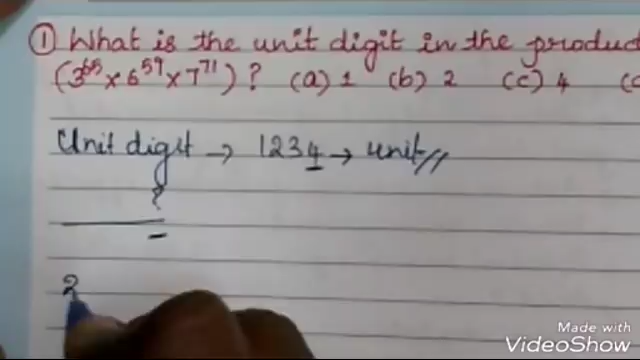 ① What is the unit digit in the product
(3^65 x 6^59 x 7^71) ? (a) 1 (b) 2 (c) 4
Unit digit → 1234 → unit//
2
Made with
VideoShow